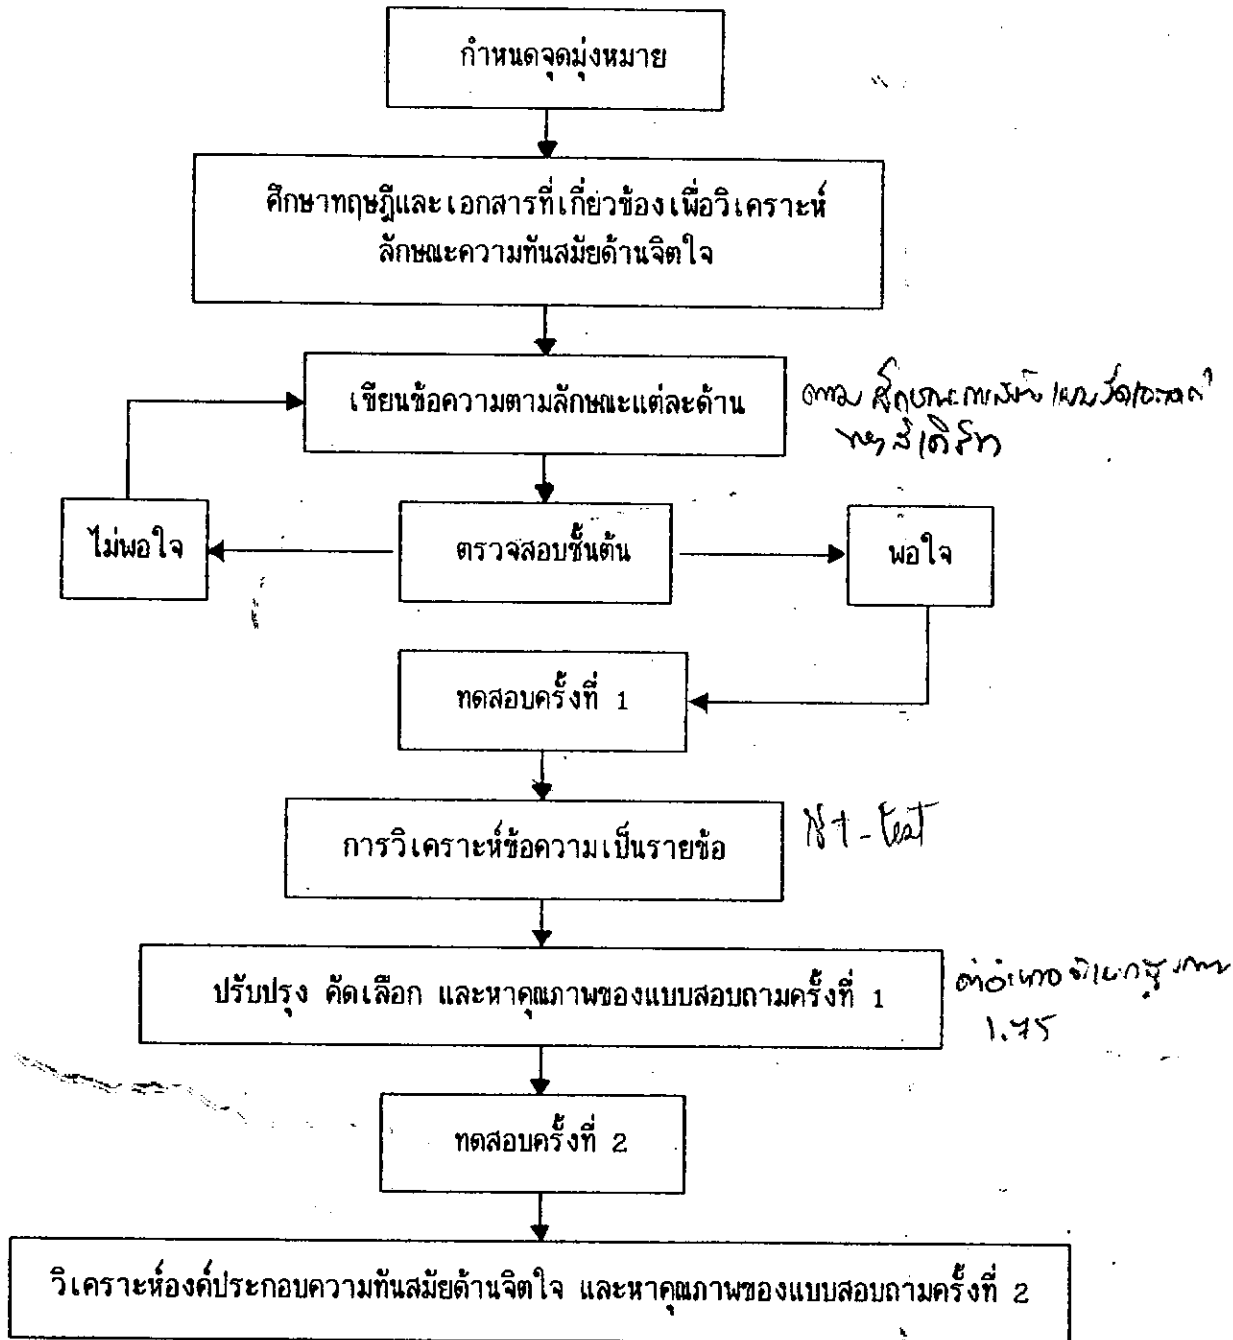 กำหนดจุดมุ่งหมาย
ศึกษาทฤษฎีและเอกสารที่เกี่ยวข้องเพื่อวิเคราะห์
ลักษณะความทันสมัยด้านจิตใจ
เขียนข้อความตามลักษณะแต่ละด้าน
ตาม
ไม่พอใจ
ตรวจสอบชั้นต้น
พอใจ
ทดสอบครั้งที่ 1
การวิเคราะห์ข้อความเป็นรายข้อ
ใช้ t-test
ปรับปรุง คัดเลือก และหาคุณภาพของแบบสอบถามครั้งที่ 1
1.75
ทดสอบครั้งที่ 2
วิเคราะห์องค์ประกอบความทันสมัยด้านจิตใจ และหาคุณภาพของแบบสอบถามครั้งที่ 2